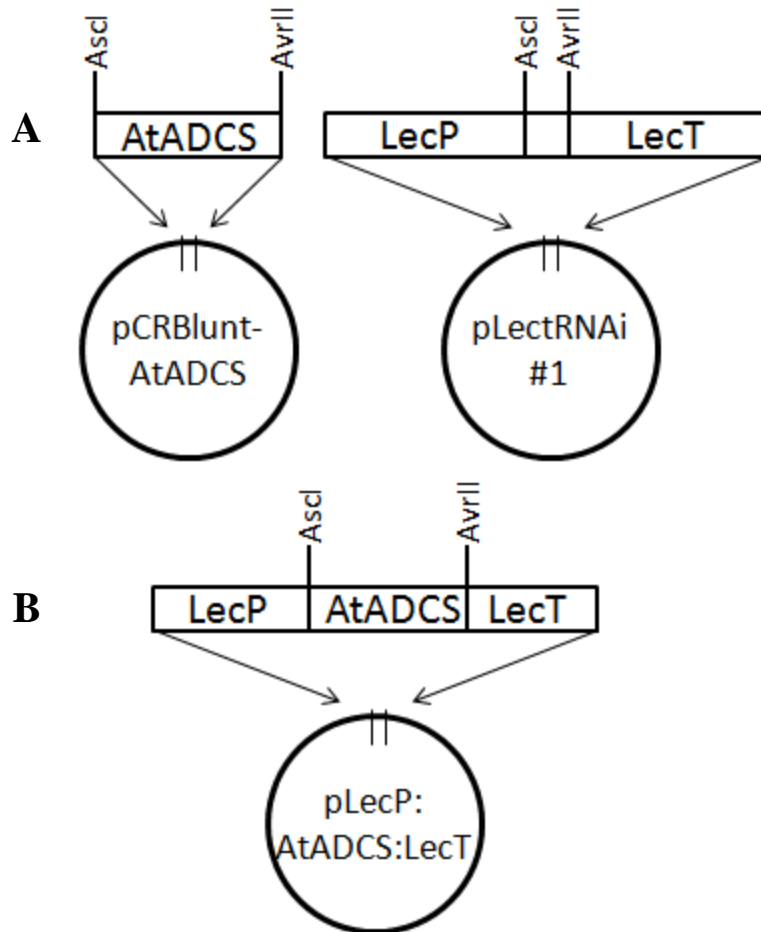 AscI AvrII AscI AvrII
A AtADCS LecP LecT
pCRBlunt-
AtADCS
pLectRNAi
#1
AscI AvrII
B LecP AtADCS LecT
pLecP:
AtADCS:LecT